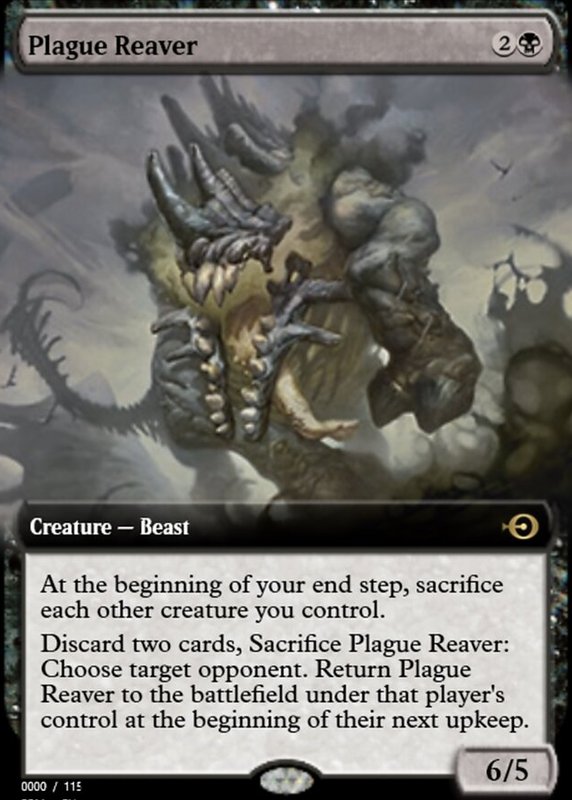 Plague Reaver 2
Creature — Beast
At the beginning of your end step, sacrifice
each other creature you control.
Discard two cards, Sacrifice Plague Reaver:
Choose target opponent. Return Plague
Reaver to the battlefield under that player's
control at the beginning of their next upkeep.
6/5
0000 / 115